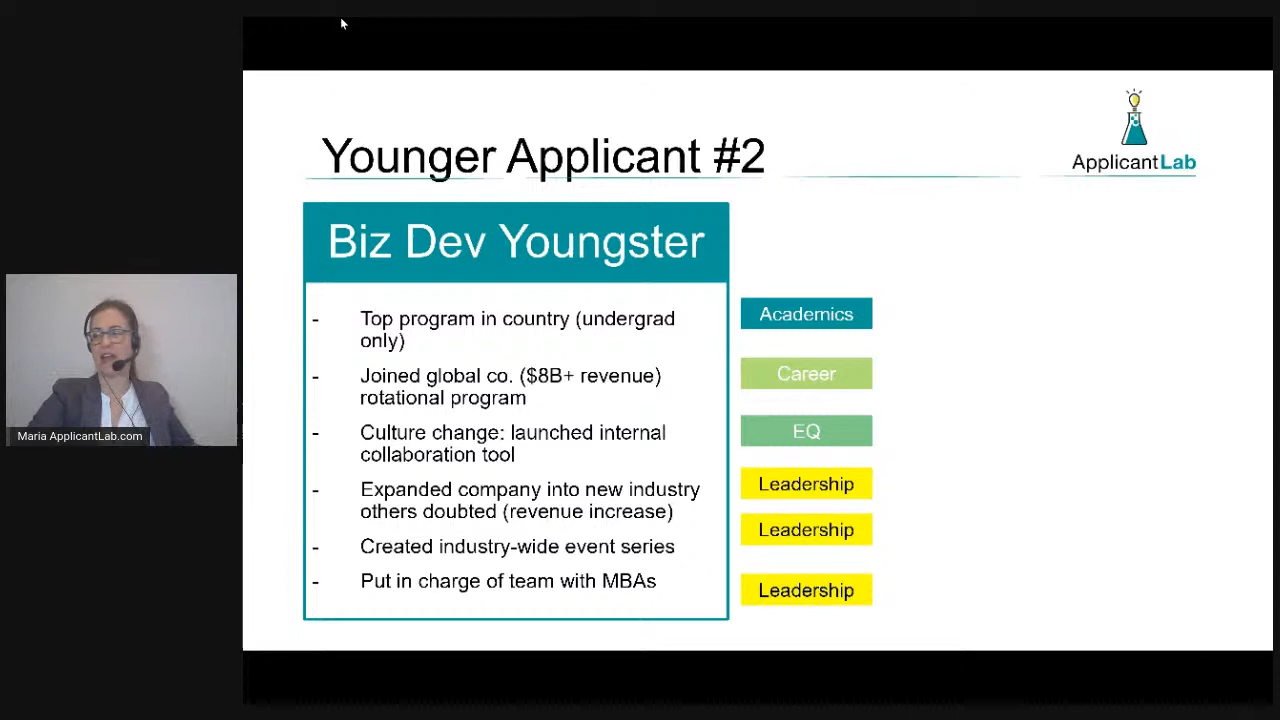 Younger Applicant #2
ApplicantLab
Biz Dev Youngster
- Top program in country (undergrad
only)
Academics
- Joined global co. ($8B+ revenue)
rotational program
Career
- Culture change: launched internal
collaboration tool
EQ
- Expanded company into new industry
others doubted (revenue increase)
Leadership
- Created industry-wide event series
Leadership
- Put in charge of team with MBAs
Leadership
Maria ApplicantLab.com